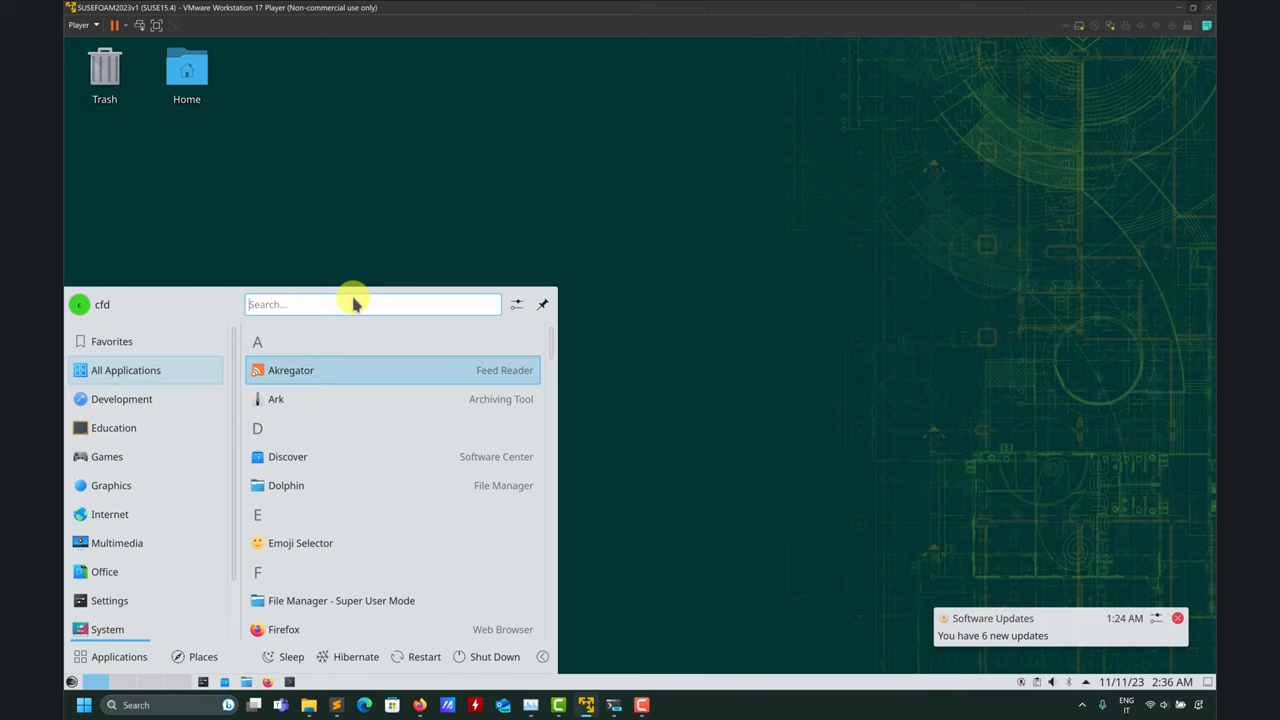 SUSEFOAM2023v1 (SUSE15.4) - VMware Workstation 17 Player (Non-commercial use only)
Player
Trash
Home
c
cfd
Search...
Favorites
All Applications
Development
Education
Games
Graphics
Internet
Multimedia
Office
Settings
System
A
Akregator
Feed Reader
Ark
Archiving Tool
D
Discover
Software Center
Dolphin
File Manager
E
Emoji Selector
F
File Manager - Super User Mode
Firefox
Web Browser
Applications
Places
Sleep
Hibernate
Restart
Shut Down
Software Updates
1:24 AM
You have 6 new updates
11/11/23
2:36 AM
Search
ENG
IT